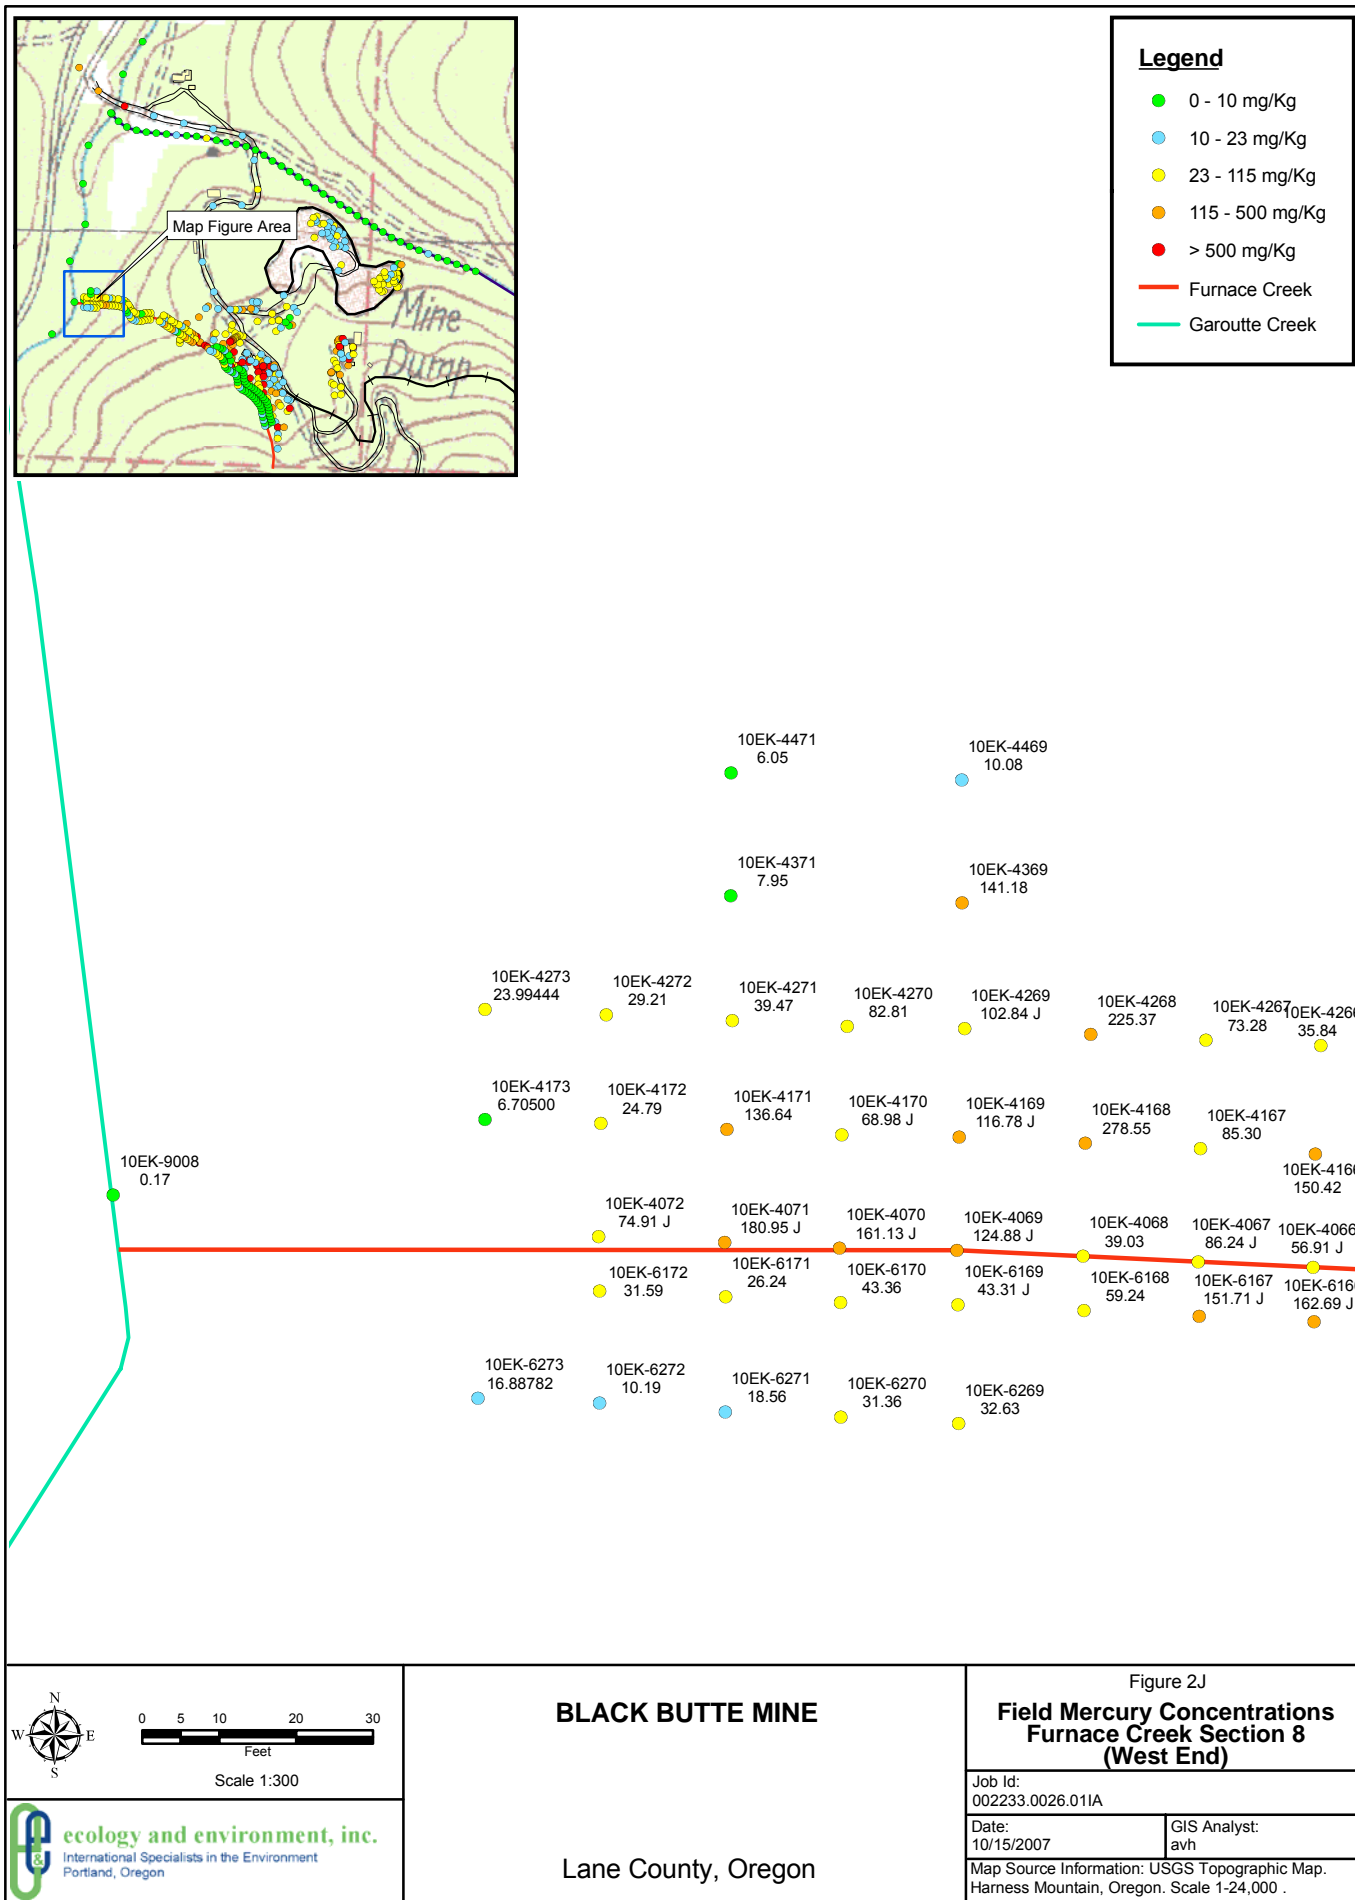 Map Figure Area
Mine
Dump
Legend
0 - 10 mg/Kg
10 - 23 mg/Kg
23 - 115 mg/Kg
115 - 500 mg/Kg
> 500 mg/Kg
Furnace Creek
Garoutte Creek
10EK-4471
6.05
10EK-4469
10.08
10EK-4371
7.95
10EK-4369
141.18
10EK-4273
23.99444
10EK-4272
29.21
10EK-4271
39.47
10EK-4270
82.81
10EK-4269
102.84 J
10EK-4268
225.37
10EK-4267
73.28
10EK-4266
35.84
10EK-4173
6.70500
10EK-4172
24.79
10EK-4171
136.64
10EK-4170
68.98 J
10EK-4169
116.78 J
10EK-4168
278.55
10EK-4167
85.30
10EK-4166
150.42
10EK-9008
0.17
10EK-4072
74.91 J
10EK-4071
180.95 J
10EK-4070
161.13 J
10EK-4069
124.88 J
10EK-4068
39.03
10EK-4067
86.24 J
10EK-4066
56.91 J
10EK-6172
31.59
10EK-6171
26.24
10EK-6170
43.36
10EK-6169
43.31 J
10EK-6168
59.24
10EK-6167
151.71 J
10EK-6166
162.69 J
10EK-6273
16.88782
10EK-6272
10.19
10EK-6271
18.56
10EK-6270
31.36
10EK-6269
32.63
N
W E
S
0 5 10 20 30
Feet
Scale 1:300
ecology and environment, inc.
International Specialists in the Environment
Portland, Oregon
BLACK BUTTE MINE
Lane County, Oregon
Figure 2J
Field Mercury Concentrations
Furnace Creek Section 8
(West End)
Job Id:
002233.0026.01IA
Date:
10/15/2007
GIS Analyst:
avh
Map Source Information: USGS Topographic Map.
Harness Mountain, Oregon. Scale 1-24,000 .